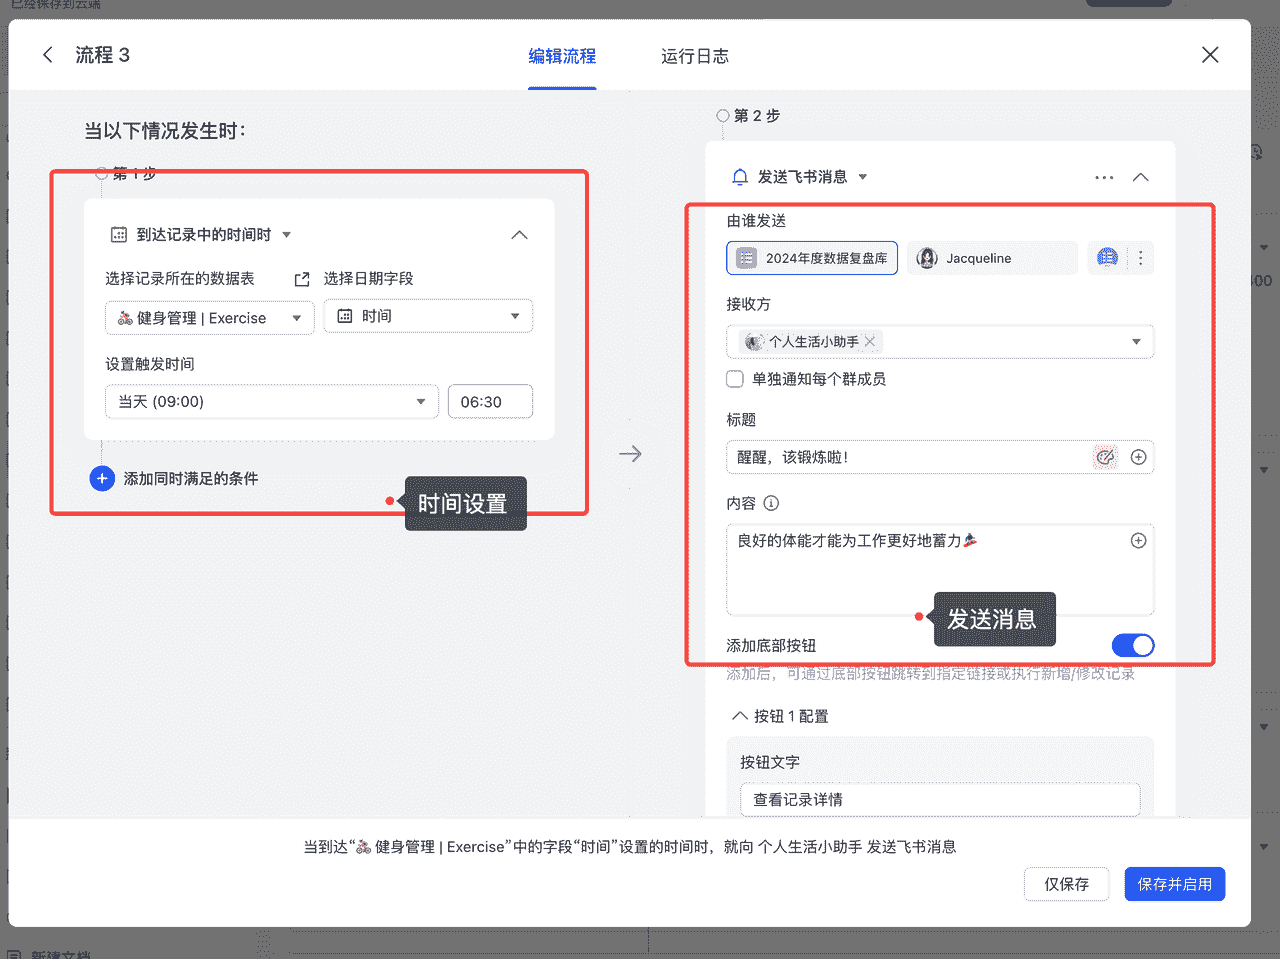 已经保存到云端
流程 3
编辑流程
运行日志
当以下情况发生时：
第 1 步
到达记录中的时间时
选择记录所在的数据表
选择日期字段
健身管理 | Exercise
时间
设置触发时间
当天 (09:00)
06:30
添加同时满足的条件
时间设置
第 2 步
发送飞书消息
由谁发送
2024年度数据复盘库
Jacqueline
接收方
个人生活小助手
单独通知每个群成员
标题
醒醒，该锻炼啦！
内容
良好的体能才能为工作更好地蓄力
发送消息
添加底部按钮
添加后，可通过底部按钮跳转到指定链接或执行新增/修改记录
按钮 1 配置
按钮文字
查看记录详情
当到达“ 健身管理 | Exercise”中的字段“时间”设置的时间时，就向 个人生活小助手 发送飞书消息
仅保存
保存并启用
新建文档